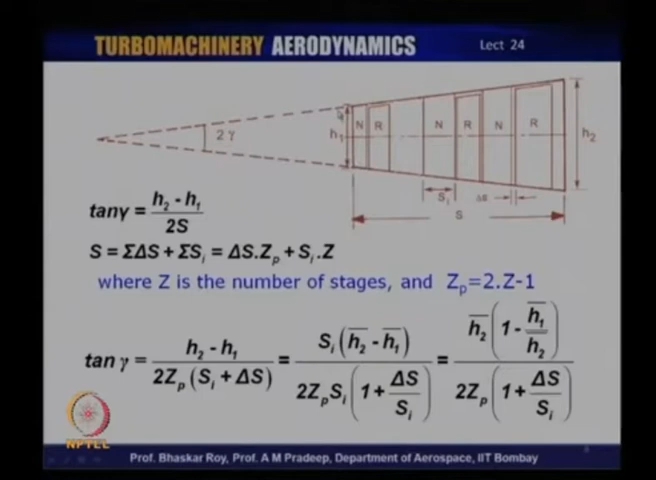 TURBOMACHINERY AERODYNAMICS
Lect 24
2γ
h₁
N R N R N R
h₂
Sᵢ
ΔS
S
tanγ = (h₂ - h₁) / 2S
S = ΣΔS + ΣSᵢ = ΔS.Zₚ + Sᵢ.Z
where Z is the number of stages, and Zₚ=2.Z-1
tan γ = (h₂ - h₁) / (2Zₚ (Sᵢ + ΔS)) = Sᵢ (h̅₂ - h̅₁) / (2ZₚSᵢ (1 + ΔS/Sᵢ)) = h̅₂ (1 - h̅₁/h̅₂) / (2Zₚ (1 + ΔS/Sᵢ))
NPTEL
Prof. Bhaskar Roy, Prof. A M Pradeep, Department of Aerospace, IIT Bombay